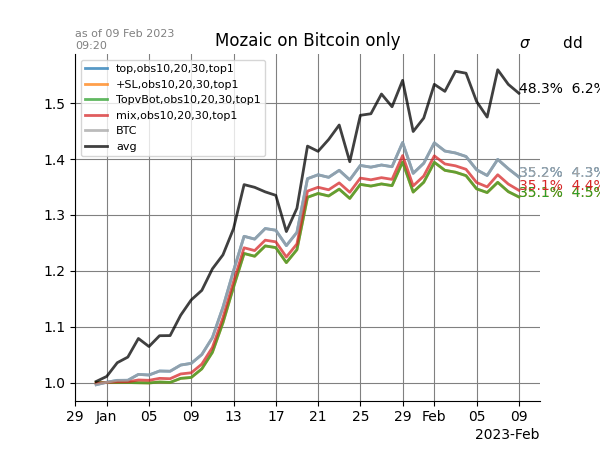 as of 09 Feb 2023
09:20
Mozaic on Bitcoin only
σ dd
top,obs10,20,30,top1
+SL,obs10,20,30,top1
TopvBot,obs10,20,30,top1
mix,obs10,20,30,top1
BTC
avg
1.5
1.4
1.3
1.2
1.1
1.0
48.3% 6.2%
35.2% 4.3%
35.1% 4.4%
35.1% 4.5%
29 Jan 05 09 13 17 21 25 29 Feb 05 09
2023-Feb